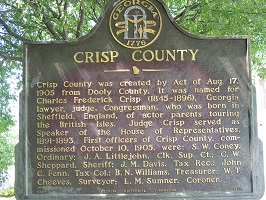 GEORGIA
1776
CRISP COUNTY
Crisp County was created by Act of Aug. 17,
1905 from Dooly County. It was named for
Charles Frederick Crisp (1845-1896), Georgia
lawyer, judge, Congressman, who was born in
Sheffield, England, of actor parents touring
the British Isles. Judge Crisp served as
Speaker of the House of Representatives,
1891-1893. First officers of Crisp County, com-
missioned October 10, 1905, were: S. W. Coney,
Ordinary; J. A. Littlejohn, Clk. Sup. Ct.; C. W.
Sheppard, Sheriff; J. M. Davis, Tax Rec.; John
C. Fenn, Tax Col.; B. N. Williams, Treasurer; W. T.
Cheeves, Surveyor; L. M. Sumner, Coroner.